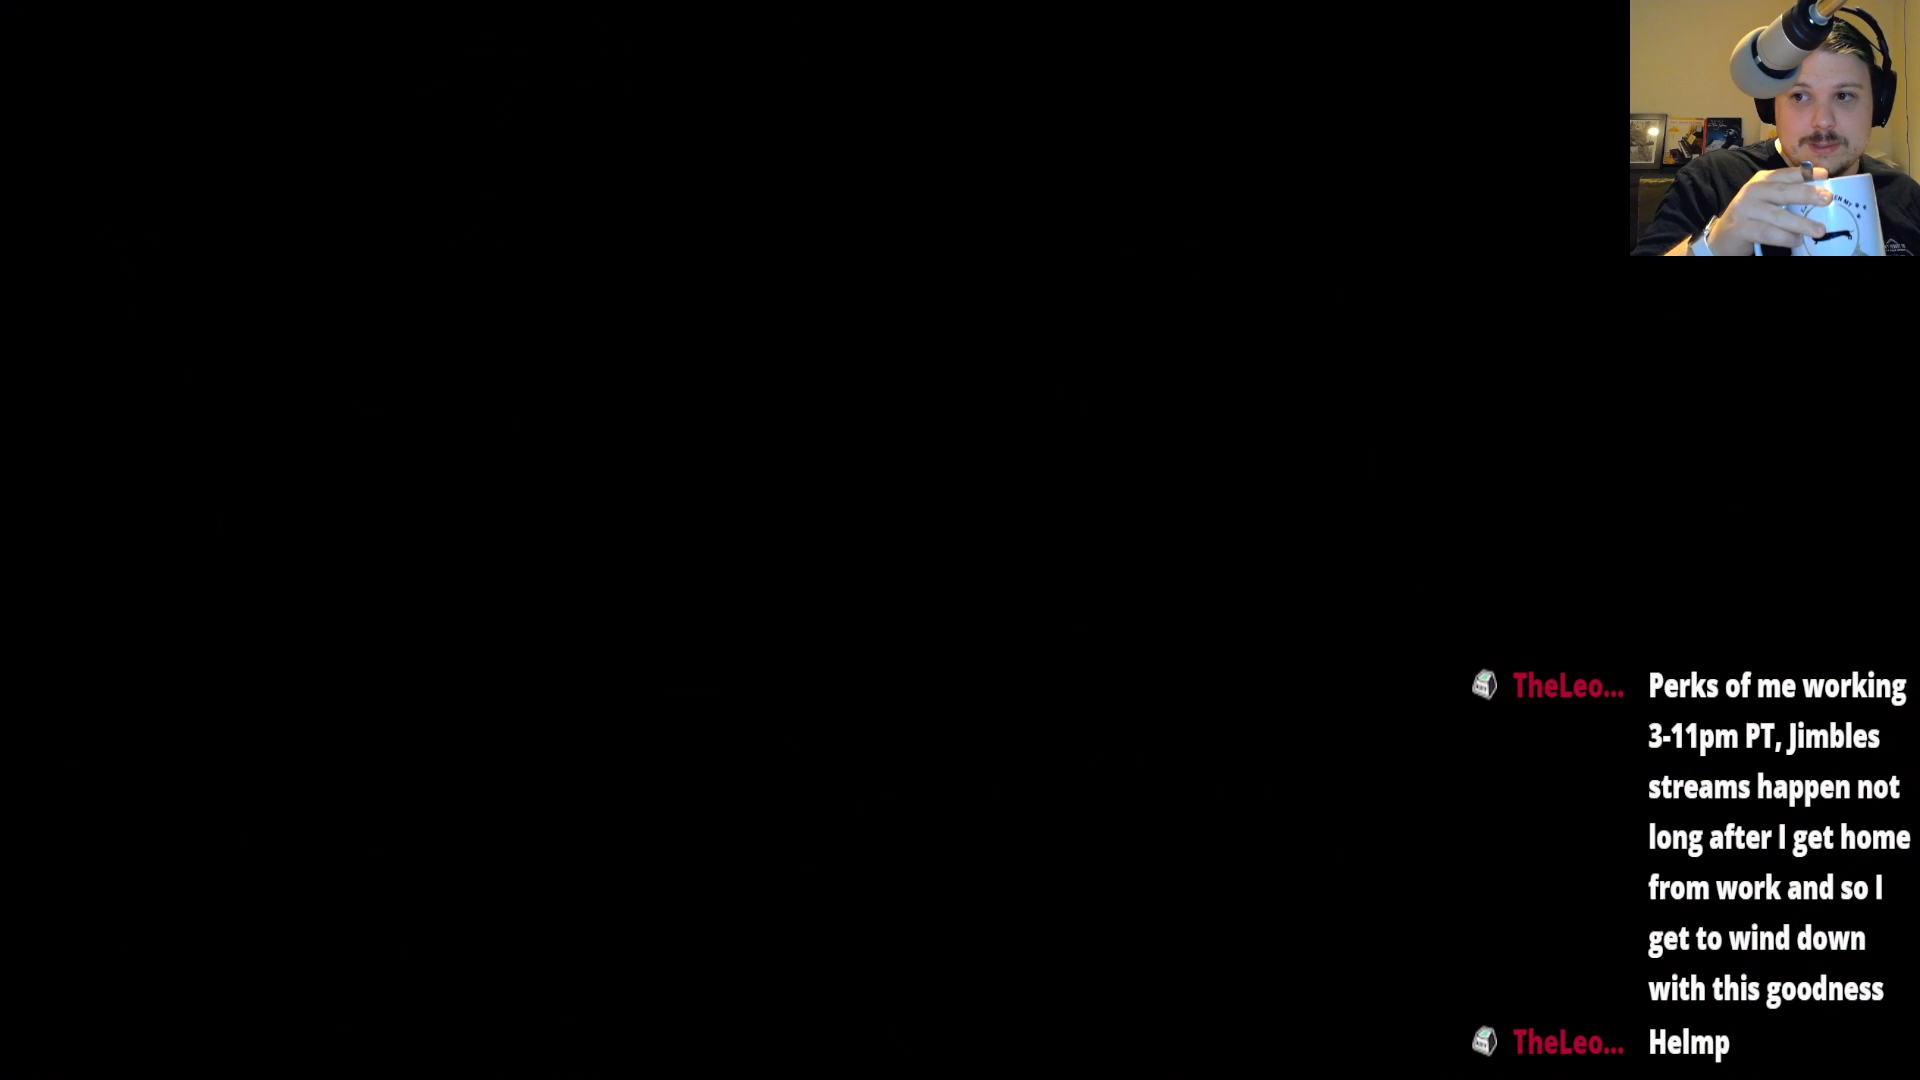 TheLeo... Perks of me working
3-11pm PT, Jimbles
streams happen not
long after I get home
from work and so I
get to wind down
with this goodness
TheLeo... Helmp